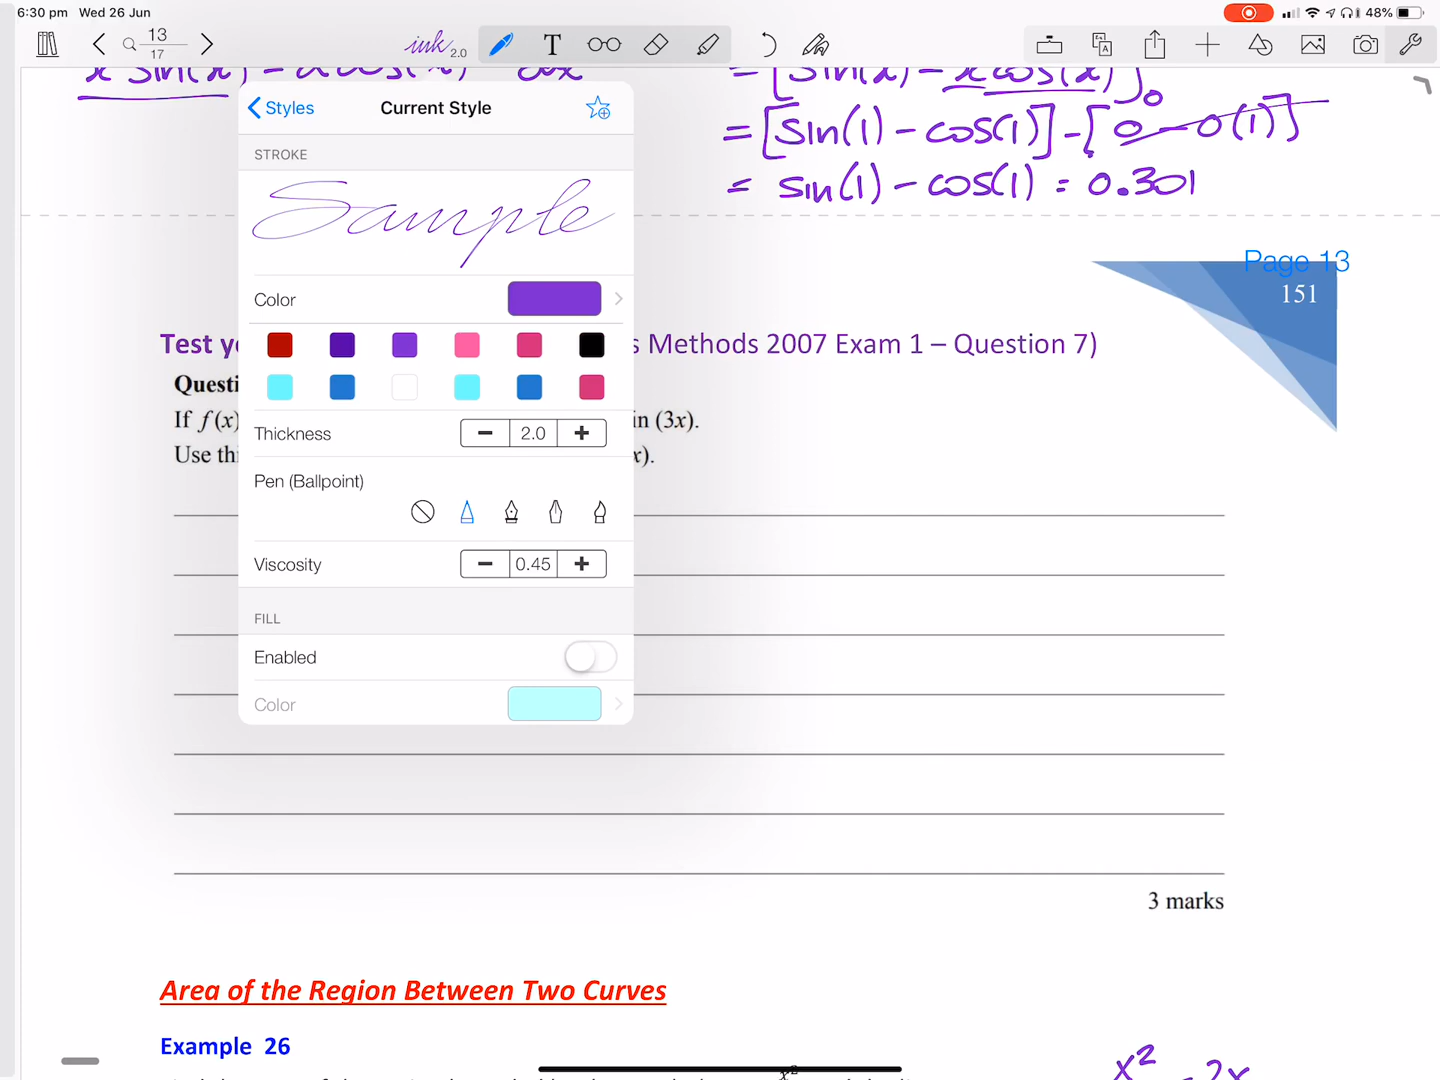 6:30 pm Wed 26 Jun
48%
13
17
ink 2.0
T
= [sin(1) - cos(1)] - [0 - 0(1)]
= sin(1) - cos(1) = 0.301
Styles
Current Style
STROKE
Sample
Color
Thickness
2.0
Pen (Ballpoint)
Viscosity
0.45
FILL
Enabled
Color
Page 13
151
Test yo
s Methods 2007 Exam 1 – Question 7)
Questi
If f(x)
in (3x).
Use thi
x).
3 marks
Area of the Region Between Two Curves
Example 26
x²